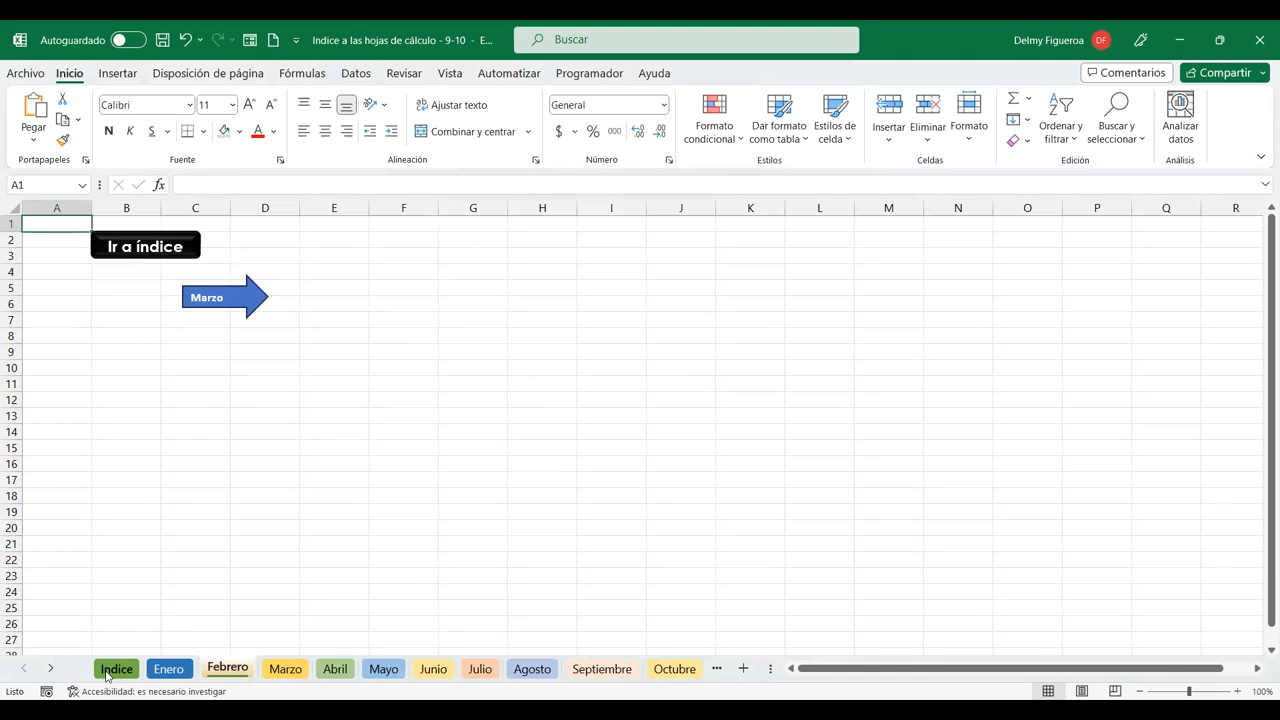 Autoguardado Indice a las hojas de cálculo - 9-10 - E... Buscar Delmy Figueroa DF
Archivo Inicio Insertar Disposición de página Fórmulas Datos Revisar Vista Automatizar Programador Ayuda Comentarios Compartir
Pegar Calibri 11 A A Ajustar texto General Formato condicional Dar formato como tabla Estilos de celda Insertar Eliminar Formato Ordenar y filtrar Buscar y seleccionar Analizar datos
N K S A Combinar y centrar $ % 000
Portapapeles Fuente Alineación Número Estilos Celdas Edición Análisis
A1 fx
A B C D E F G H I J K L M N O P Q R
1
2 Ir a índice
3
4
5 Marzo
6
7
8
9
10
11
12
13
14
15
16
17
18
19
20
21
22
23
24
25
26
27
28
Indice Enero Febrero Marzo Abril Mayo Junio Julio Agosto Septiembre Octubre ...
Listo Accesibilidad: es necesario investigar 100%